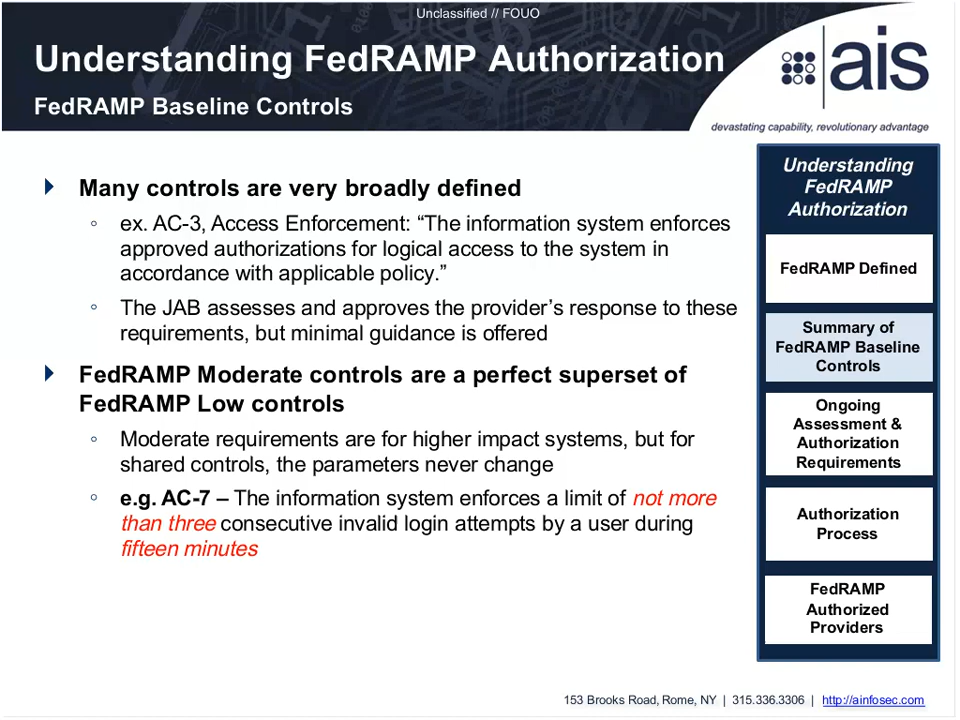 Unclassified // FOUO
Understanding FedRAMP Authorization
FedRAMP Baseline Controls
ais
devastating capability, revolutionary advantage
Many controls are very broadly defined
ex. AC-3, Access Enforcement: “The information system enforces
approved authorizations for logical access to the system in
accordance with applicable policy.”
The JAB assesses and approves the provider’s response to these
requirements, but minimal guidance is offered
FedRAMP Moderate controls are a perfect superset of
FedRAMP Low controls
Moderate requirements are for higher impact systems, but for
shared controls, the parameters never change
e.g. AC-7 – The information system enforces a limit of not more
than three consecutive invalid login attempts by a user during
fifteen minutes
Understanding
FedRAMP
Authorization
FedRAMP Defined
Summary of
FedRAMP Baseline
Controls
Ongoing
Assessment &
Authorization
Requirements
Authorization
Process
FedRAMP
Authorized
Providers
153 Brooks Road, Rome, NY | 315.336.3306 | http://ainfosec.com